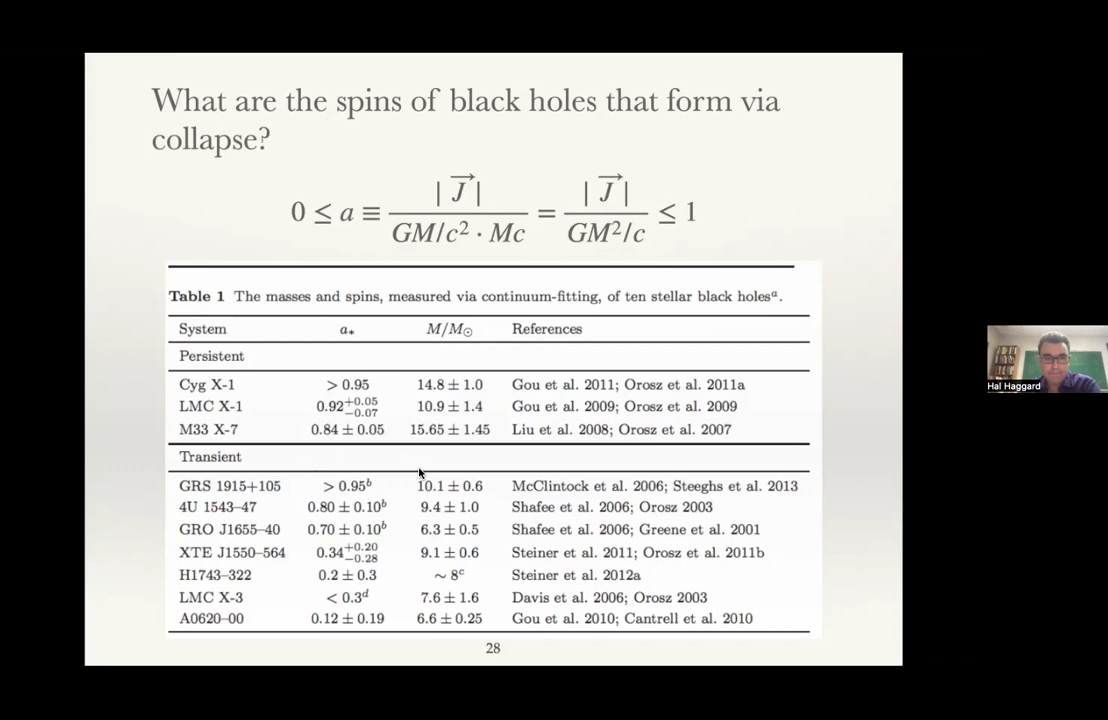 What are the spins of black holes that form via
collapse?
0 ≤ a ≡ |J⃗| / (GM/c² · Mc) = |J⃗| / (GM²/c) ≤ 1
Table 1 The masses and spins, measured via continuum-fitting, of ten stellar black holesᵃ.
System a* M/M☉ References
Persistent
Cyg X-1 > 0.95 14.8 ± 1.0 Gou et al. 2011; Orosz et al. 2011a
LMC X-1 0.92 +0.05 −0.07 10.9 ± 1.4 Gou et al. 2009; Orosz et al. 2009
M33 X-7 0.84 ± 0.05 15.65 ± 1.45 Liu et al. 2008; Orosz et al. 2007
Transient
GRS 1915+105 > 0.95ᵇ 10.1 ± 0.6 McClintock et al. 2006; Steeghs et al. 2013
4U 1543–47 0.80 ± 0.10ᵇ 9.4 ± 1.0 Shafee et al. 2006; Orosz 2003
GRO J1655–40 0.70 ± 0.10ᵇ 6.3 ± 0.5 Shafee et al. 2006; Greene et al. 2001
XTE J1550–564 0.34 +0.20 −0.28 9.1 ± 0.6 Steiner et al. 2011; Orosz et al. 2011b
H1743–322 0.2 ± 0.3 ∼ 8ᶜ Steiner et al. 2012a
LMC X-3 < 0.3ᵈ 7.6 ± 1.6 Davis et al. 2006; Orosz 2003
A0620–00 0.12 ± 0.19 6.6 ± 0.25 Gou et al. 2010; Cantrell et al. 2010
28
Hal Haggard